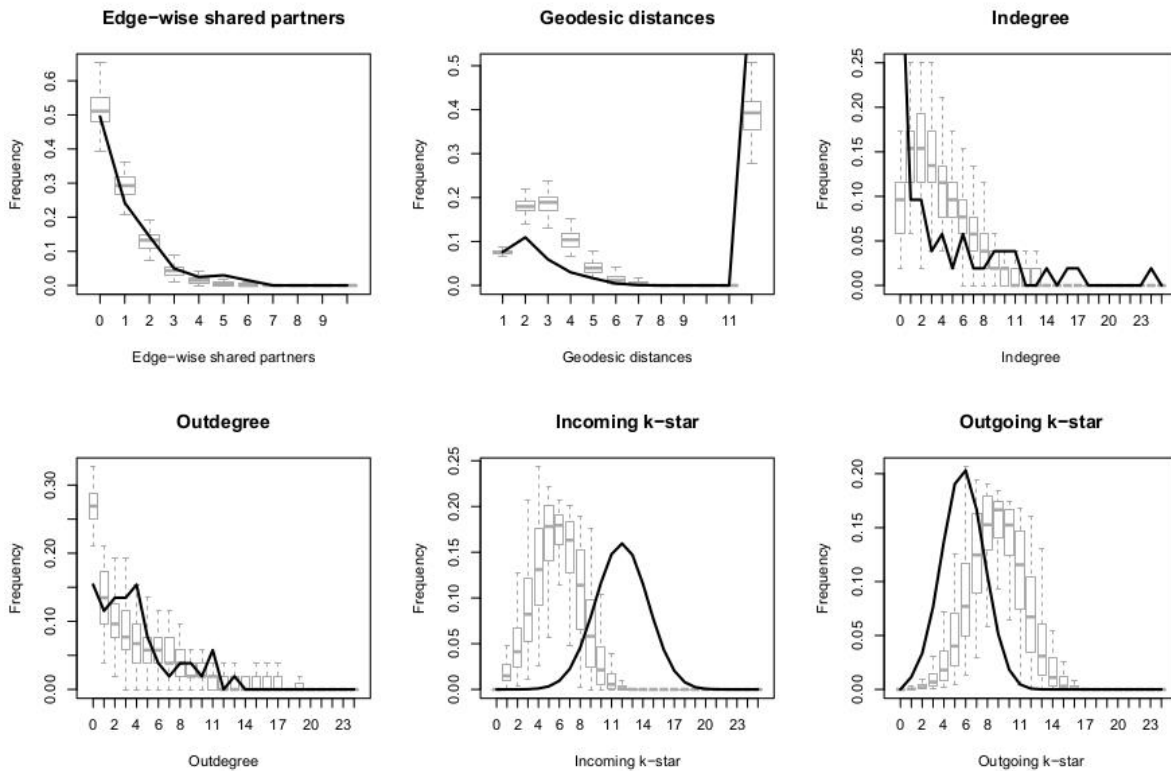 Edge−wise shared partners
Geodesic distances
Indegree
Frequency
0.0 0.1 0.2 0.3 0.4 0.5 0.6
0 1 2 3 4 5 6 7 8 9
Edge−wise shared partners
Frequency
0.0 0.1 0.2 0.3 0.4 0.5
1 2 3 4 5 6 7 8 9 11
Geodesic distances
Frequency
0.00 0.05 0.10 0.15 0.20 0.25
0 2 4 6 8 11 14 17 20 23
Indegree
Outdegree
Incoming k−star
Outgoing k−star
Frequency
0.00 0.10 0.20 0.30
0 2 4 6 8 11 14 17 20 23
Outdegree
Frequency
0.00 0.05 0.10 0.15 0.20 0.25
0 2 4 6 8 11 14 17 20 23
Incoming k−star
Frequency
0.00 0.05 0.10 0.15 0.20
0 2 4 6 8 11 14 17 20 23
Outgoing k−star